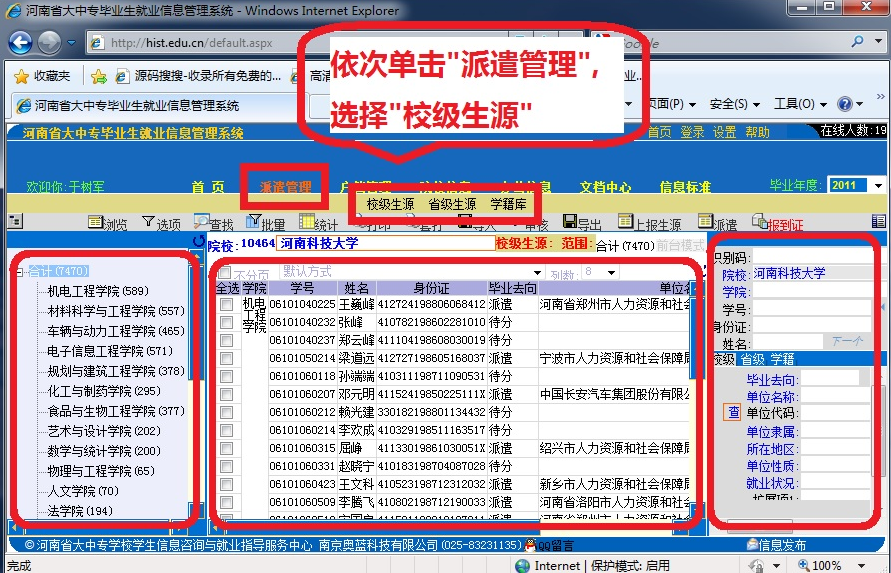 河南省大中专毕业生就业信息管理系统 - Windows Internet Explorer
http://hist.edu.cn/default.aspx
收藏夹
源码搜搜-收录所有免费的...
河南省大中专毕业生就业信息管理系统
页面(P)
安全(S)
工具(O)
依次单击"派遣管理",
选择"校级生源"
河南省大中专毕业生就业信息管理系统
首页 登录 设置 帮助
在线人数:19
欢迎你:于树军
首 页
派遣管理
文档中心
信息标准
毕业年度:
2011
校级生源 省级生源 学籍库
浏览
选项
查找
批量
统计
打印
套打
导入
审核
导出
上报生源
派遣
报到证
院校:
10464
河南科技大学
校级生源: 范围:
合计(7470)
前台模式
合计(7470)
机电工程学院(589)
材料科学与工程学院(557)
车辆与动力工程学院(465)
电子信息工程学院(571)
规划与建筑工程学院(378)
化工与制药学院(295)
食品与生物工程学院(377)
艺术与设计学院(202)
数学与统计学院(200)
物理与工程学院(65)
人文学院(70)
法学院(194)
不分页
默认方式
列数:
8
全选 学院 学号 姓名 身份证 毕业去向
机电工程学院
06101040225 王巍峰 412724198806068412 派遣 河南省郑州市人力资源和社会
06101040232 张峰 410782198602281010 待分
06101040237 郑云峰 411104198608030019 待分
06101050214 梁道远 412727198605168037 派遣 宁波市人力资源和社会保障局
06101060118 孙端端 410311198711090531 待分
06101060207 邓元明 41152419850225111X 派遣 中国长安汽车集团股份有限公
06101060212 赖光建 330182198801134432 待分
06101060214 李欢成 410329198511163517 待分
06101060315 屈峥 41133019861030051X 派遣 绍兴市人力资源和社会保障局
06101060331 赵晓宁 410183198704087028 待分
06101060423 王文科 410523198712312032 派遣 新乡市人力资源和社会保障局
06101060509 李腾飞 410802198712190033 派遣 河南省洛阳市人力资源和社会
识别码:
院校:
河南科技大学
学院:
学号:
身份证:
姓名:
下一个
校级 省级 学籍
毕业去向:
单位名称:
查
单位代码:
单位隶属:
所在地区:
单位性质:
就业状况:
扩展项1:
©河南省大中专学校学生信息咨询与就业指导服务中心 南京奥蓝科技有限公司(025-83231135)
QQ留言
信息发布
完成
Internet | 保护模式: 启用
100%